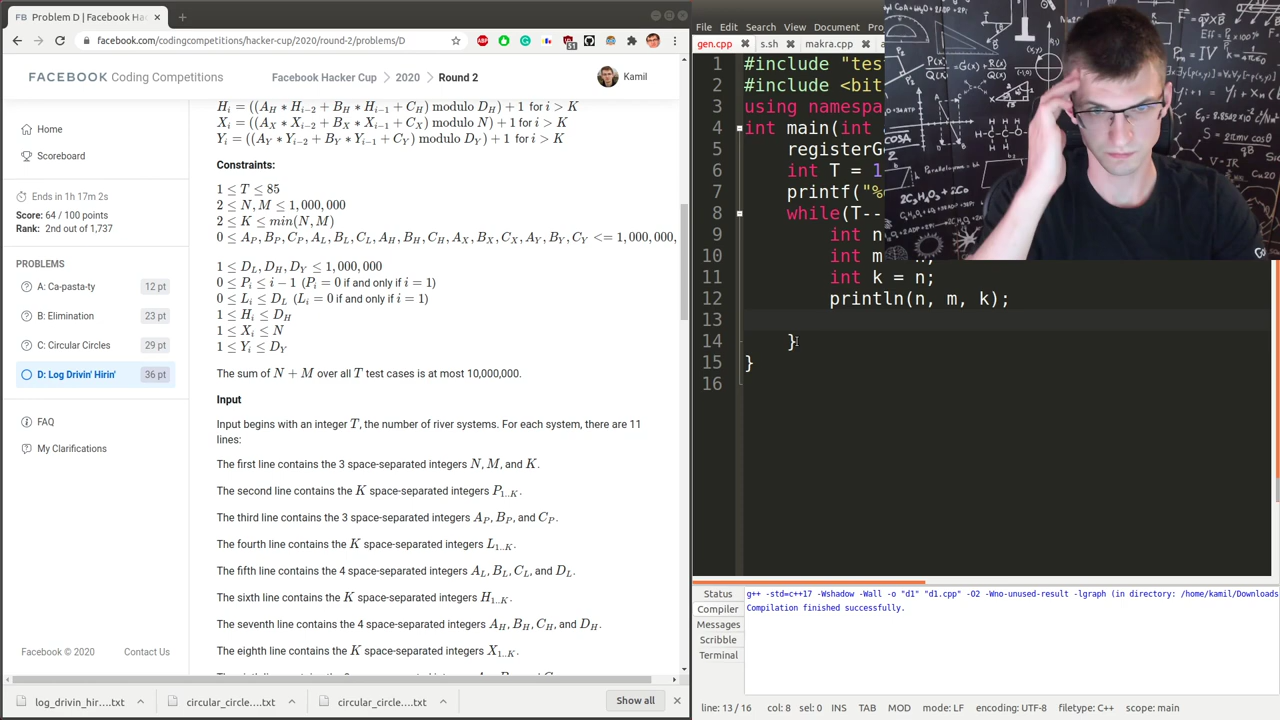 FB Problem D | Facebook Hac
facebook.com/codingcompetitions/hacker-cup/2020/round-2/problems/D
FACEBOOK Coding Competitions
Facebook Hacker Cup
2020
Round 2
Kamil
Home
Scoreboard
Ends in 1h 17m 2s
Score: 64 / 100 points
Rank: 2nd out of 1,737
PROBLEMS
A: Ca-pasta-ty 12 pt
B: Elimination 23 pt
C: Circular Circles 29 pt
D: Log Drivin' Hirin' 36 pt
FAQ
My Clarifications
Facebook © 2020 Contact Us
H_i = ((A_H * H_{i-2} + B_H * H_{i-1} + C_H) modulo D_H) + 1 for i > K
X_i = ((A_X * X_{i-2} + B_X * X_{i-1} + C_X) modulo N) + 1 for i > K
Y_i = ((A_Y * Y_{i-2} + B_Y * Y_{i-1} + C_Y) modulo D_Y) + 1 for i > K
Constraints:
1 ≤ T ≤ 85
2 ≤ N, M ≤ 1,000,000
2 ≤ K ≤ min(N, M)
0 ≤ A_P, B_P, C_P, A_L, B_L, C_L, A_H, B_H, C_H, A_X, B_X, C_X, A_Y, B_Y, C_Y <= 1,000,000,
1 ≤ D_L, D_H, D_Y ≤ 1,000,000
0 ≤ P_i ≤ i − 1 (P_i = 0 if and only if i = 1)
0 ≤ L_i ≤ D_L (L_i = 0 if and only if i = 1)
1 ≤ H_i ≤ D_H
1 ≤ X_i ≤ N
1 ≤ Y_i ≤ D_Y
The sum of N + M over all T test cases is at most 10,000,000.
Input
Input begins with an integer T, the number of river systems. For each system, there are 11
lines:
The first line contains the 3 space-separated integers N, M, and K.
The second line contains the K space-separated integers P_{1..K}.
The third line contains the 3 space-separated integers A_P, B_P, and C_P.
The fourth line contains the K space-separated integers L_{1..K}.
The fifth line contains the 4 space-separated integers A_L, B_L, C_L, and D_L.
The sixth line contains the K space-separated integers H_{1..K}.
The seventh line contains the 4 space-separated integers A_H, B_H, C_H, and D_H.
The eighth line contains the K space-separated integers X_{1..K}.
log_drivin_hir....txt
circular_circle....txt
circular_circle....txt
Show all
File Edit Search View Document
gen.cpp s.sh makra.cpp
1 #include "tes
2 #include <bit
3 using namespa
4 int main(int
5 registerG
6 int T = 1
7 printf("%
8 while(T--
9 int n
10 int m
11 int k = n;
12 println(n, m, k);
13
14 }
15 }
16
Status
Compiler
Messages
Scribble
Terminal
g++ -std=c++17 -Wshadow -Wall -o "d1" "d1.cpp" -O2 -Wno-unused-result -lgraph (in directory: /home/kamil/Downloads
Compilation finished successfully.
line: 13 / 16 col: 8 sel: 0 INS TAB MOD mode: LF encoding: UTF-8 filetype: C++ scope: main